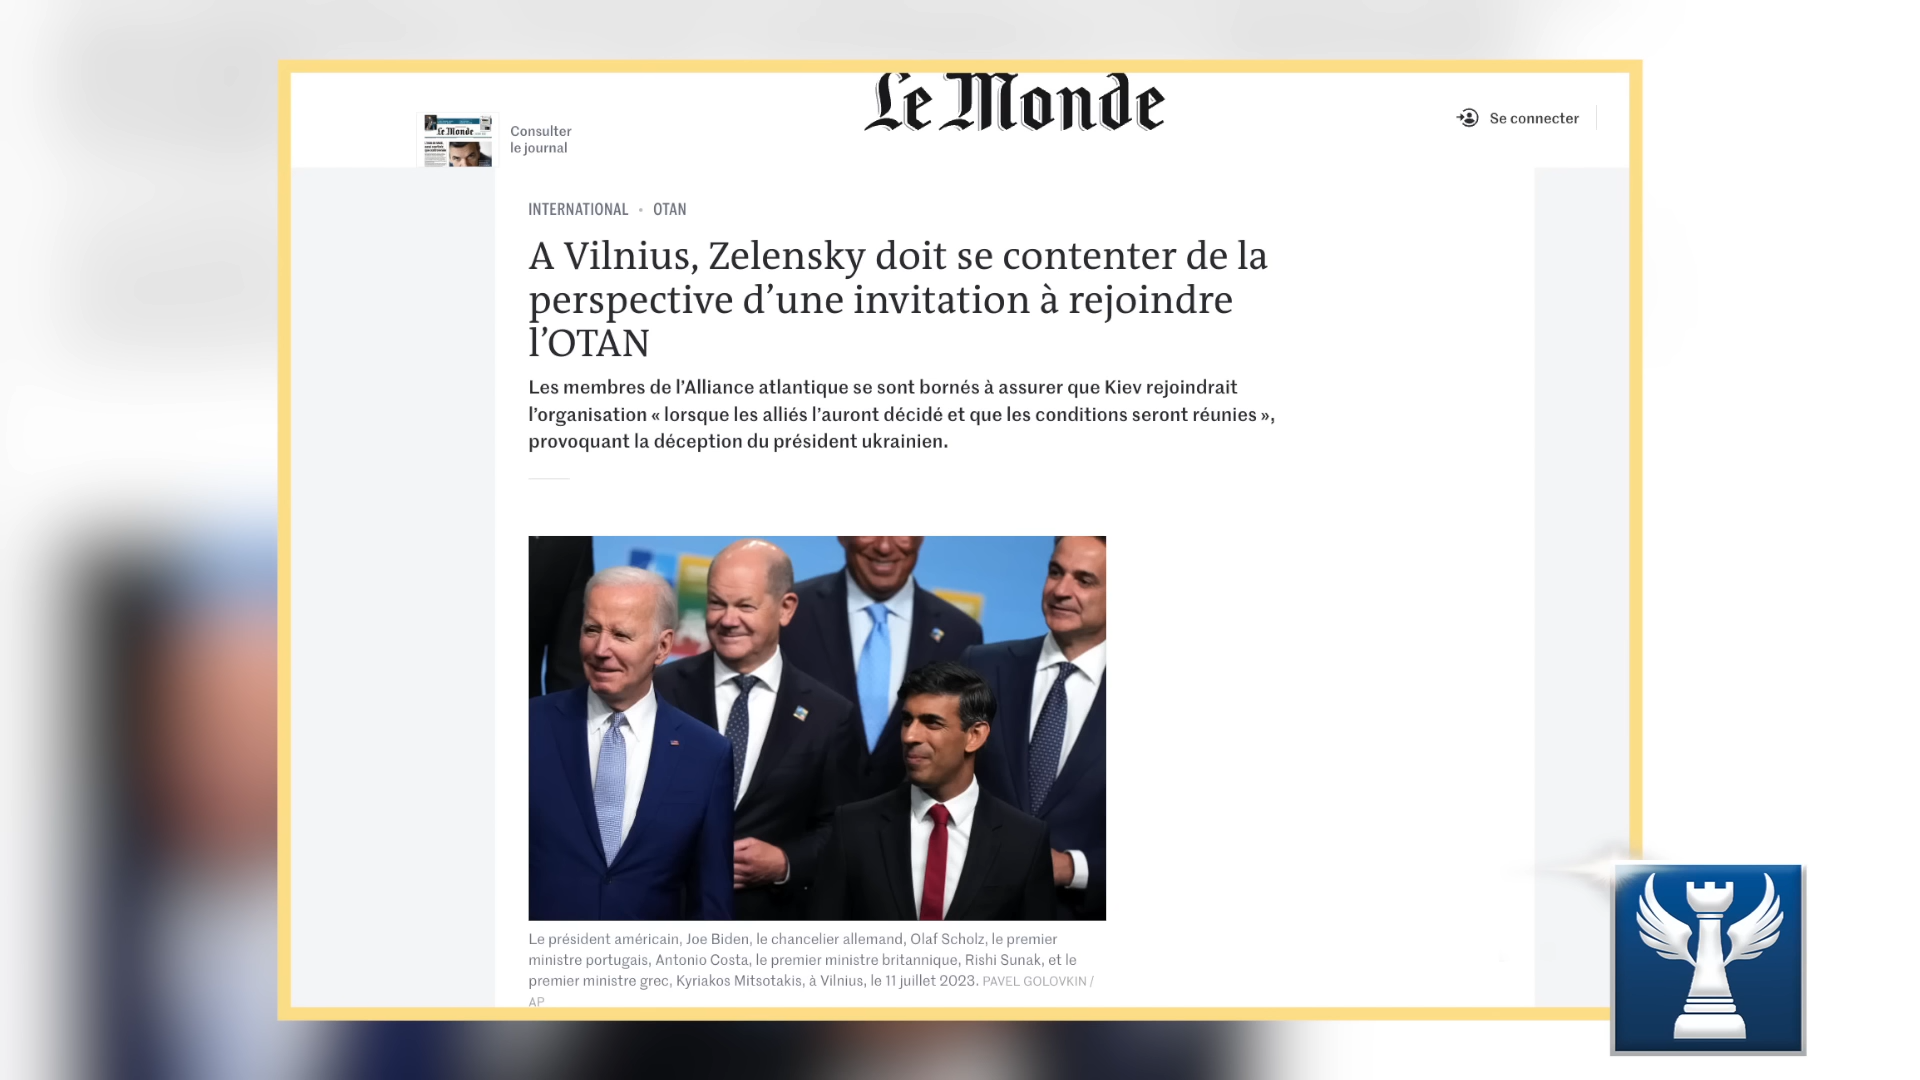 Le Monde
Consulter
le journal
Le Monde
Se connecter
INTERNATIONAL • OTAN
A Vilnius, Zelensky doit se contenter de la
perspective d’une invitation à rejoindre
l’OTAN
Les membres de l’Alliance atlantique se sont bornés à assurer que Kiev rejoindrait
l’organisation « lorsque les alliés l’auront décidé et que les conditions seront réunies »,
provoquant la déception du président ukrainien.
Le président américain, Joe Biden, le chancelier allemand, Olaf Scholz, le premier
ministre portugais, Antonio Costa, le premier ministre britannique, Rishi Sunak, et le
premier ministre grec, Kyriakos Mitsotakis, à Vilnius, le 11 juillet 2023. PAVEL GOLOVKIN /
AP